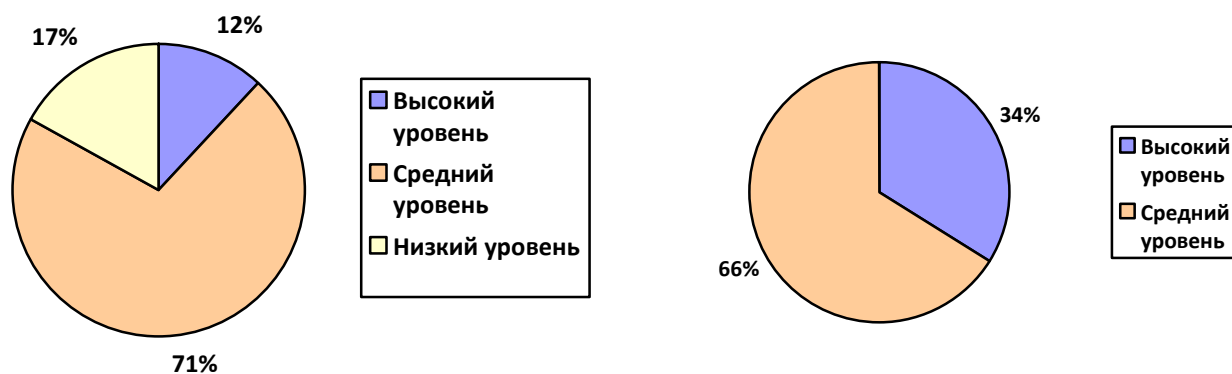 17%
12%
71%
Высокий
уровень
Средний
уровень
Низкий уровень
34%
66%
Высокий
уровень
Средний
уровень